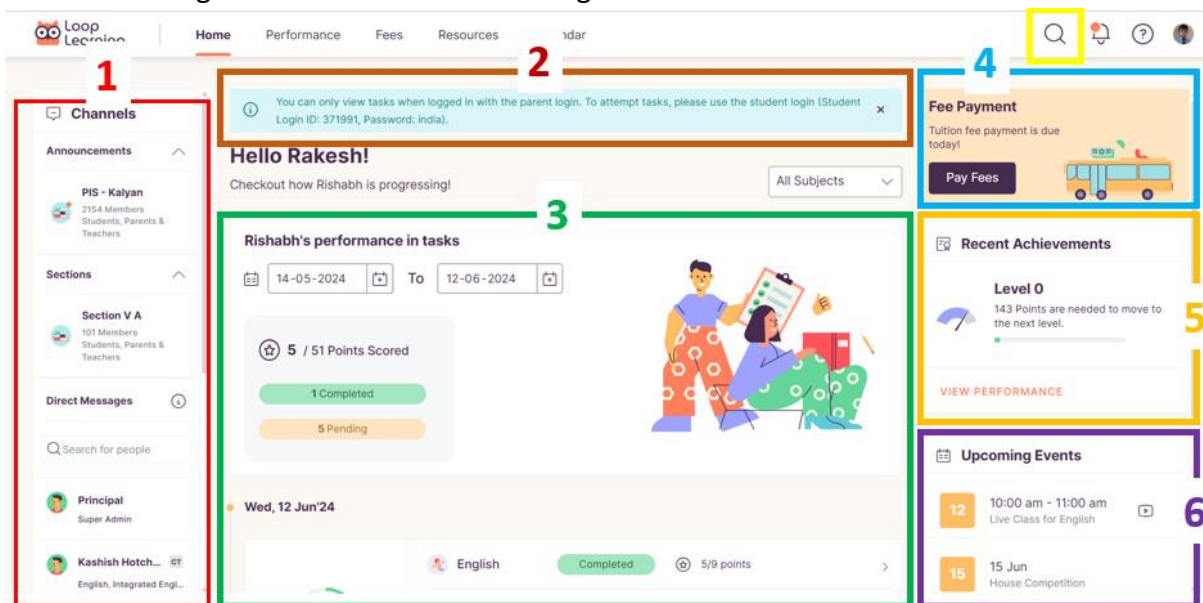 Loop
Learning
Home Performance Fees Resources ndar
1
2
4
Channels
Announcements
PIS - Kalyan
2154 Members
Students, Parents &
Teachers
Sections
Section V A
101 Members
Students, Parents &
Teachers
Direct Messages
Search for people
Principal
Super Admin
Kashish Hotch... CT
English, Integrated Engl...
You can only view tasks when logged in with the parent login. To attempt tasks, please use the student login (Student
Login ID: 371991, Password: india).
Hello Rakesh!
Checkout how Rishabh is progressing!
All Subjects
3
Rishabh's performance in tasks
14-05-2024 To 12-06-2024
5 / 51 Points Scored
1 Completed
5 Pending
Wed, 12 Jun'24
English Completed 5/9 points
Fee Payment
Tuition fee payment is due
today!
Pay Fees
Recent Achievements
Level 0
143 Points are needed to move to
the next level.
5
VIEW PERFORMANCE
Upcoming Events
12
10:00 am - 11:00 am
Live Class for English
6
15
15 Jun
House Competition